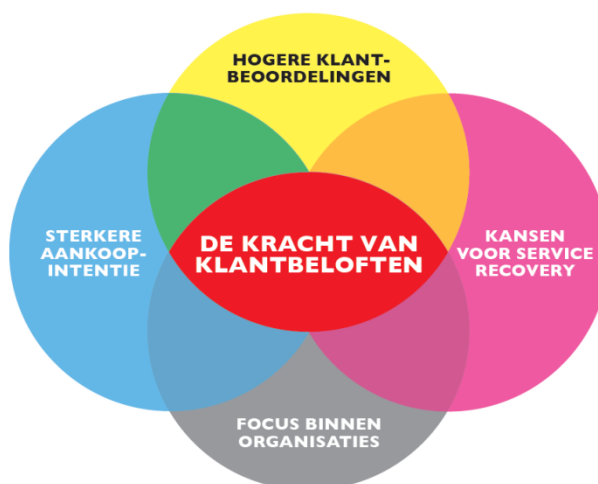 HOGERE KLANT-
BEOORDELINGEN
STERKERE
AANKOOP-
INTENTIE
DE KRACHT VAN
KLANTBELOFTEN
KANSEN
VOOR SERVICE
RECOVERY
FOCUS BINNEN
ORGANISATIES